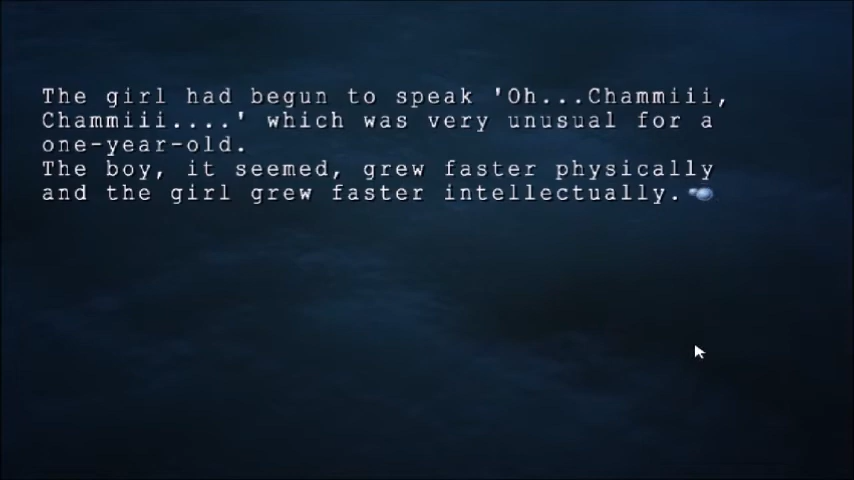 The girl had begun to speak 'Oh...Chammiii,
Chammiii....' which was very unusual for a
one-year-old.
The boy, it seemed, grew faster physically
and the girl grew faster intellectually.